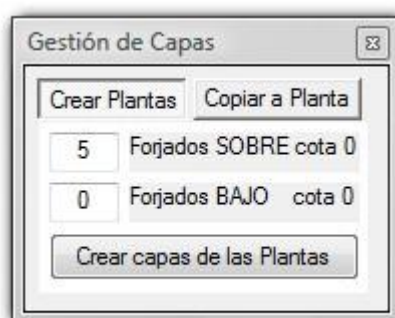 Gestión de Capas
Crear Plantas Copiar a Planta
5 Forjados SOBRE cota 0
0 Forjados BAJO cota 0
Crear capas de las Plantas